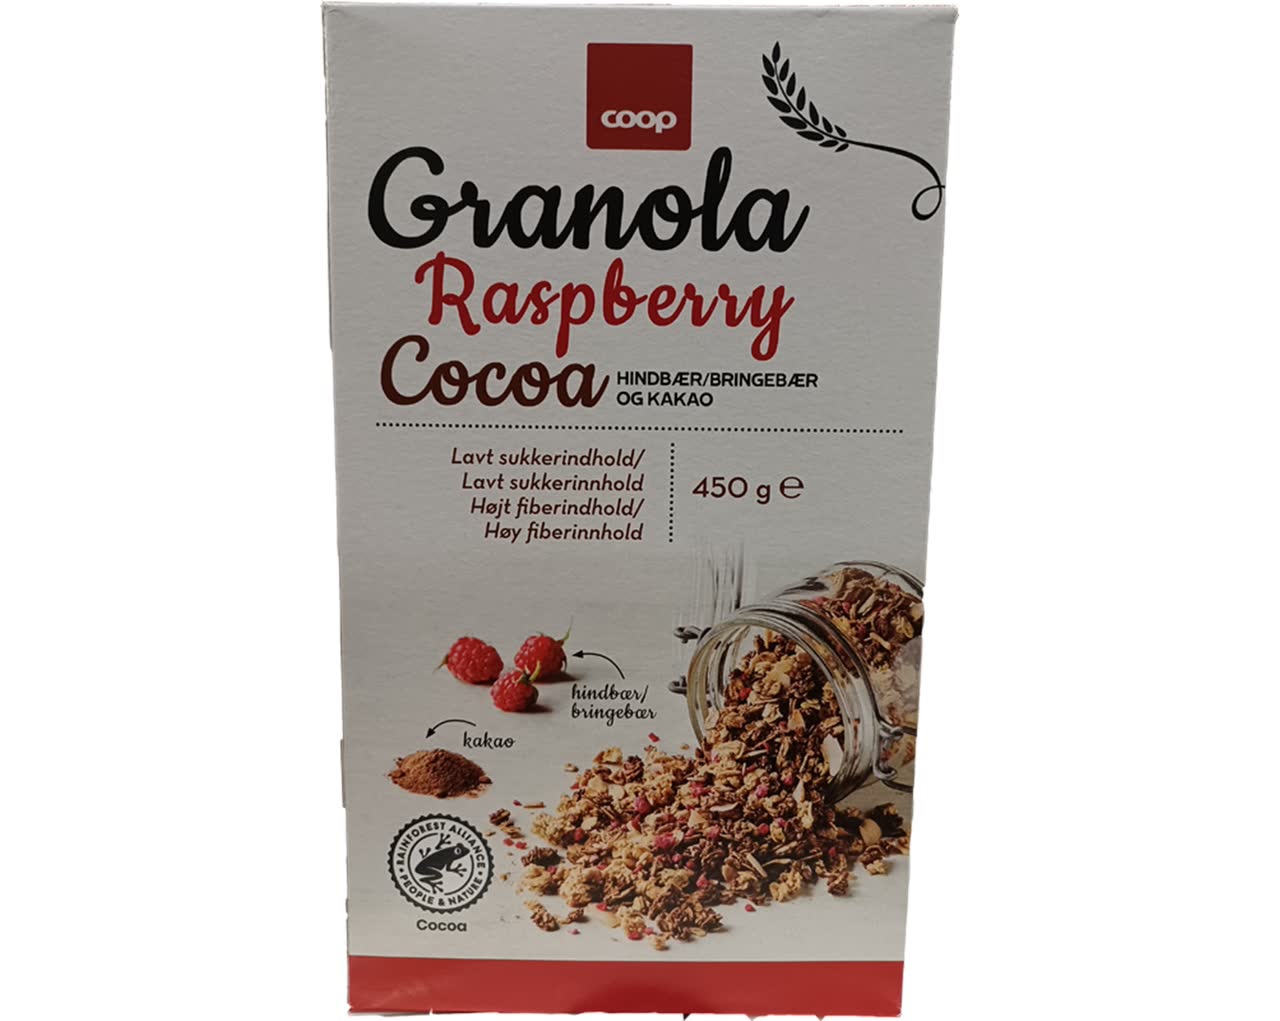 coop
Granola
Raspberry
Cocoa
HINDBÆR/BRINGEBÆR
OG KAKAO
Lavt sukkerindhold/
Lavt sukkerinnhold
Højt fiberindhold/
Høy fiberinnhold
450 g ℮
hindbær/
bringebær
kakao
RAINFOREST ALLIANCE
PEOPLE & NATURE
Cocoa